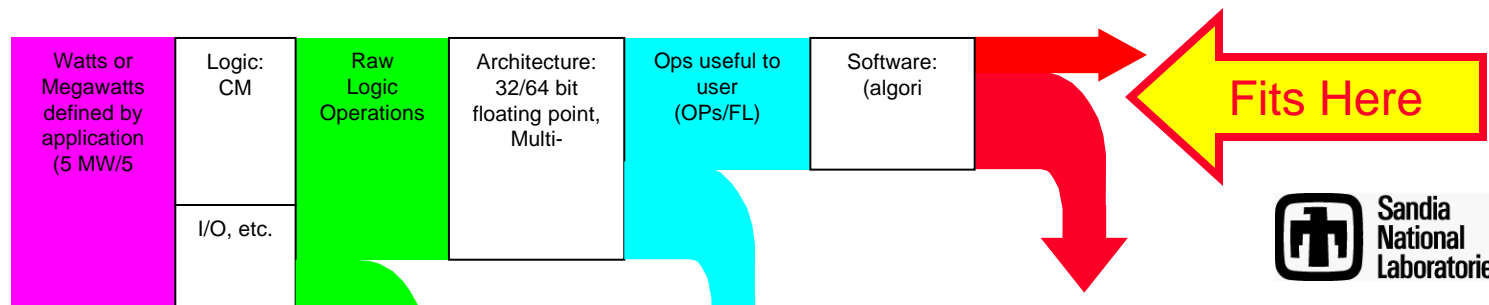 Watts or
Megawatts
defined by
application
(5 MW/5
Logic:
CM
I/O, etc.
Raw
Logic
Operations
Architecture:
32/64 bit
floating point,
Multi-
Ops useful to
user
(OPs/FL)
Software:
(algori
Fits Here
Sandia
National
Laboratorie